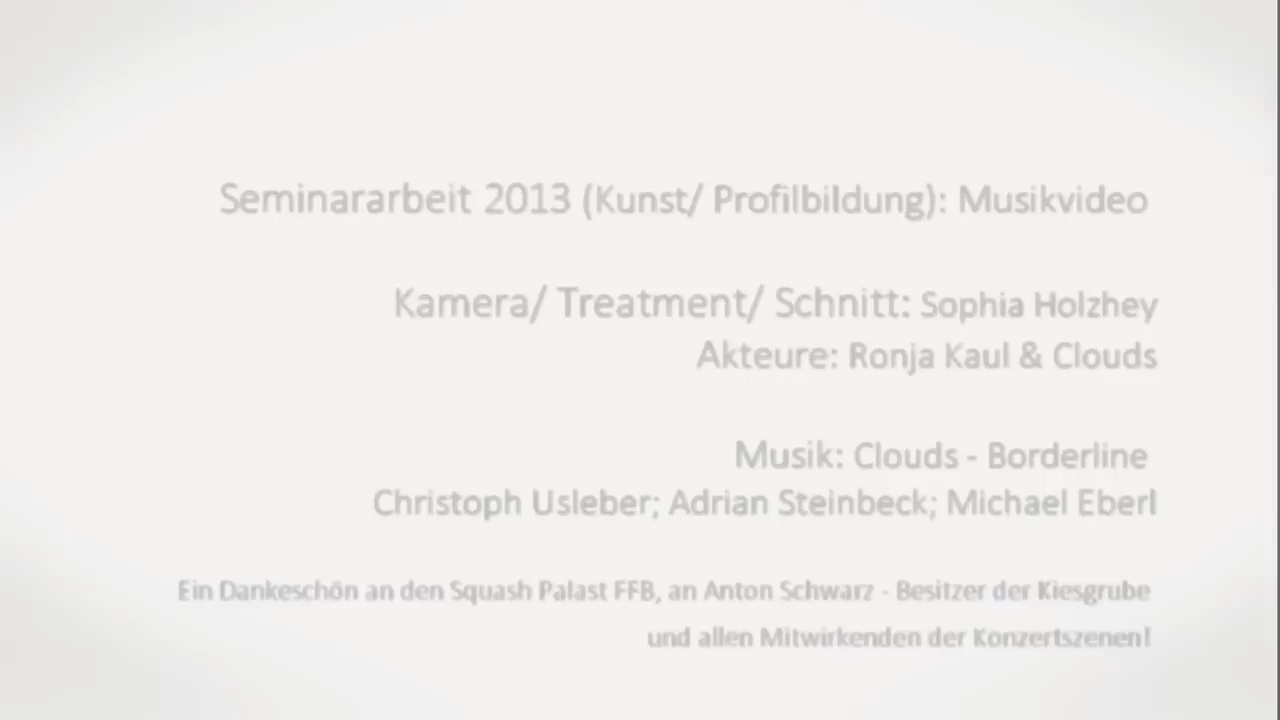 Seminararbeit 2013 (Kunst/ Profilbildung): Musikvideo
Kamera/ Treatment/ Schnitt: Sophia Holzhey
Akteure: Ronja Kaul & Clouds
Musik: Clouds - Borderline
Christoph Usleber; Adrian Steinbeck; Michael Eberl
Ein Dankeschön an den Squash Palast FFB, an Anton Schwarz - Besitzer der Kiesgrube
und allen Mitwirkenden der Konzertszenen!